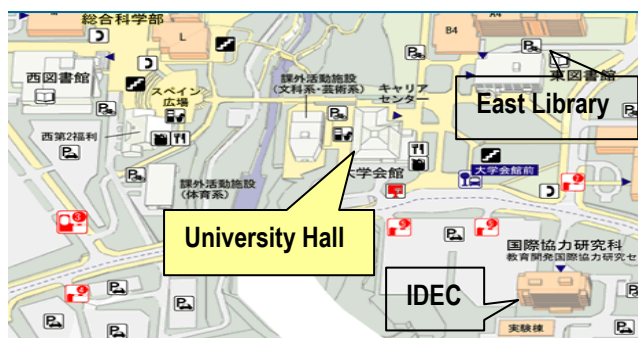 総合科学部
L
B4
A4
西図書館
スペイン
広場
課外活動施設
(文科系・芸術系)
キャリア
センター
東図書館
East Library
西第2福利
大学会館
大学会館前
課外活動施設
(体育系)
University Hall
国際協力研究科
教育開発国際協力研究セ
IDEC
実験棟